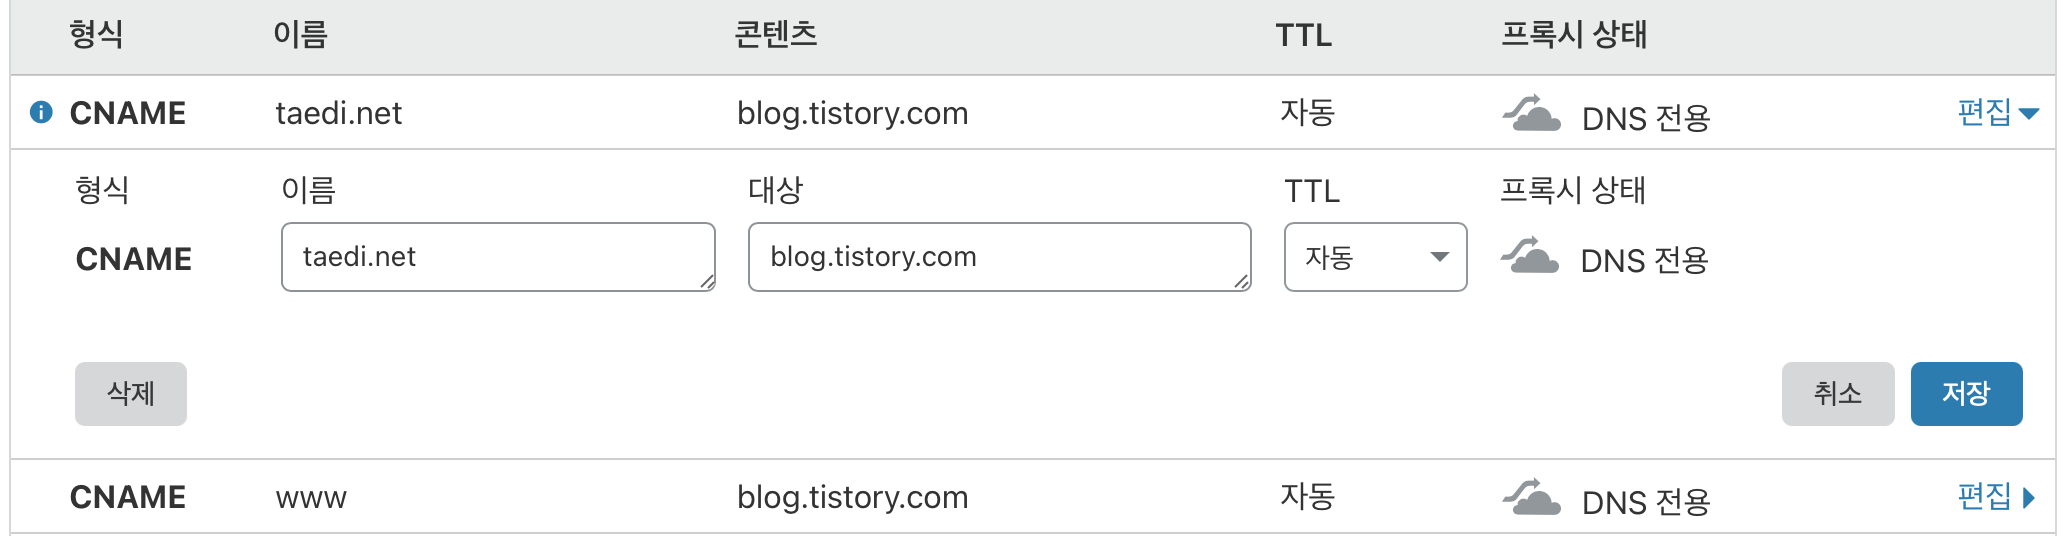 형식 이름 콘텐츠 TTL 프록시 상태
CNAME taedi.net blog.tistory.com 자동 DNS 전용 편집
형식 이름 대상 TTL 프록시 상태
CNAME taedi.net blog.tistory.com 자동 DNS 전용
삭제 취소 저장
CNAME www blog.tistory.com 자동 DNS 전용 편집